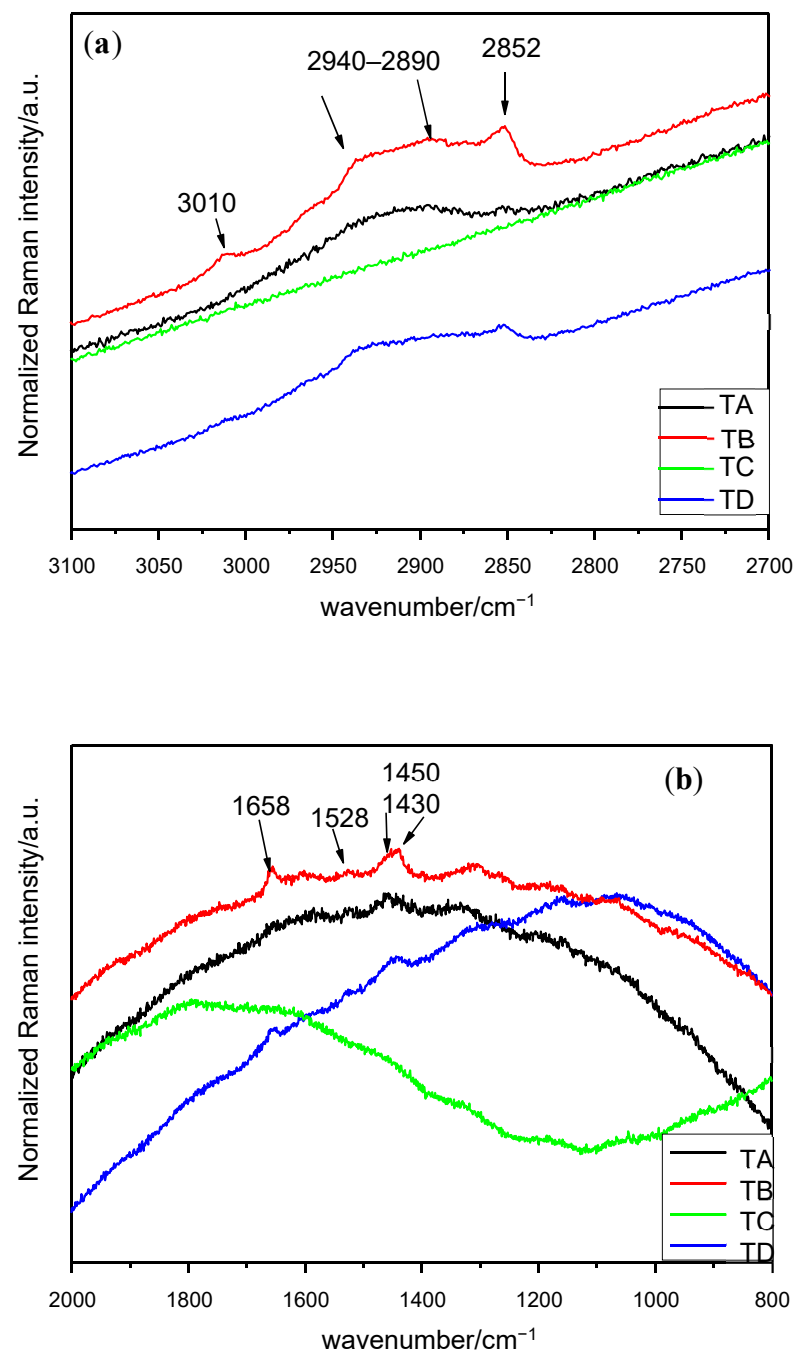 (a)
2940–2890
2852
3010
Normalized Raman intensity/a.u.
TA
TB
TC
TD
3100 3050 3000 2950 2900 2850 2800 2750 2700
wavenumber/cm⁻¹
(b)
1450
1658 1528 1430
Normalized Raman intensity/a.u.
TA
TB
TC
TD
2000 1800 1600 1400 1200 1000 800
wavenumber/cm⁻¹